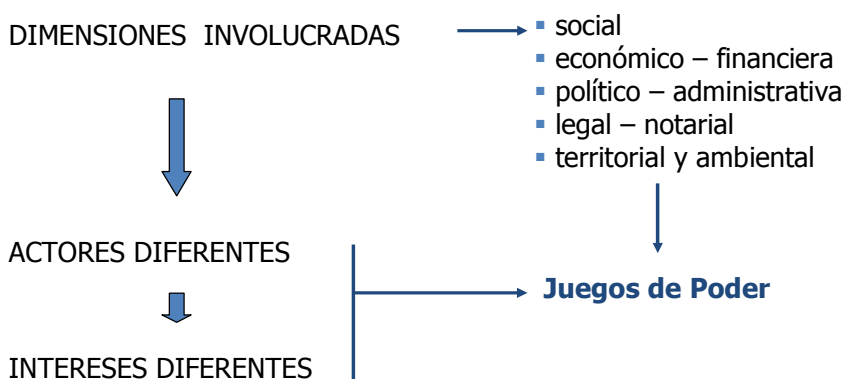 DIMENSIONES INVOLUCRADAS
▪ social
▪ económico – financiera
▪ político – administrativa
▪ legal – notarial
▪ territorial y ambiental
ACTORES DIFERENTES
Juegos de Poder
INTERESES DIFERENTES